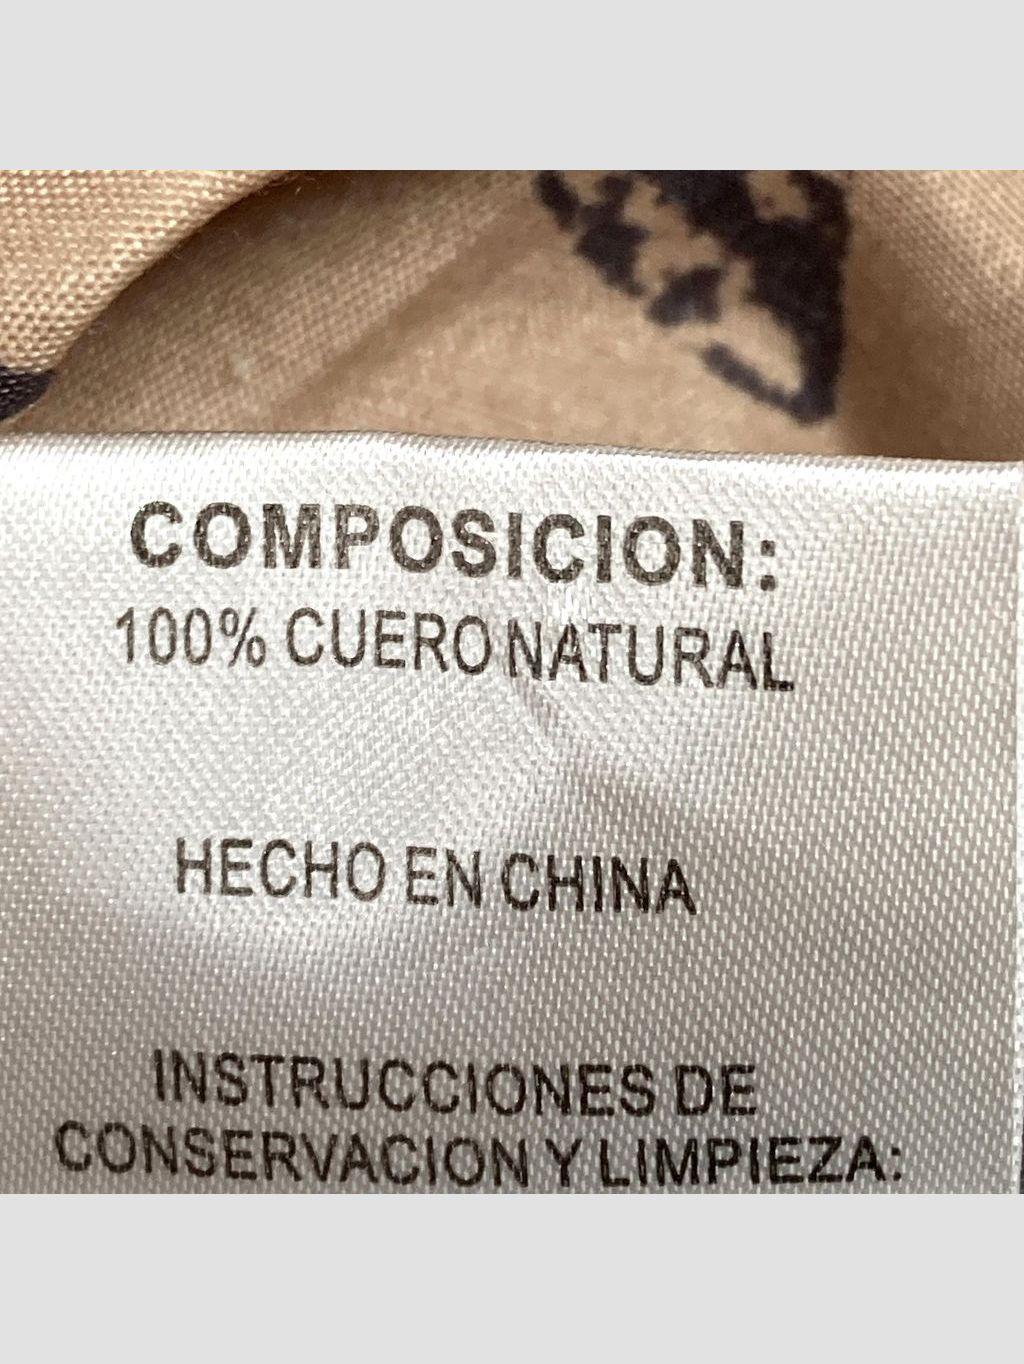 COMPOSICION:
100% CUERO NATURAL
HECHO EN CHINA
INSTRUCCIONES DE
CONSERVACION Y LIMPIEZA: